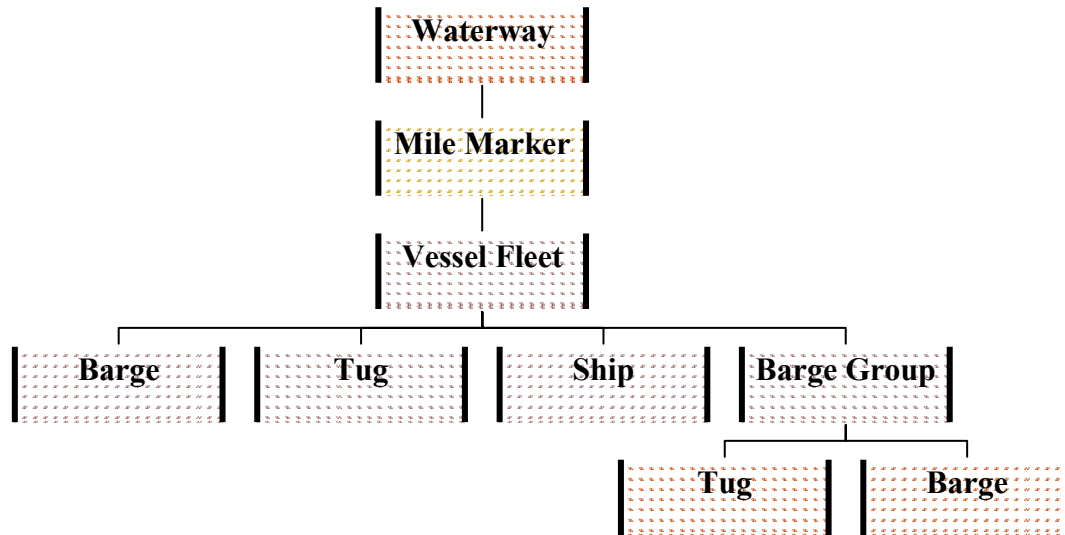 Waterway
Mile Marker
Vessel Fleet
Barge
Tug
Ship
Barge Group
Tug
Barge